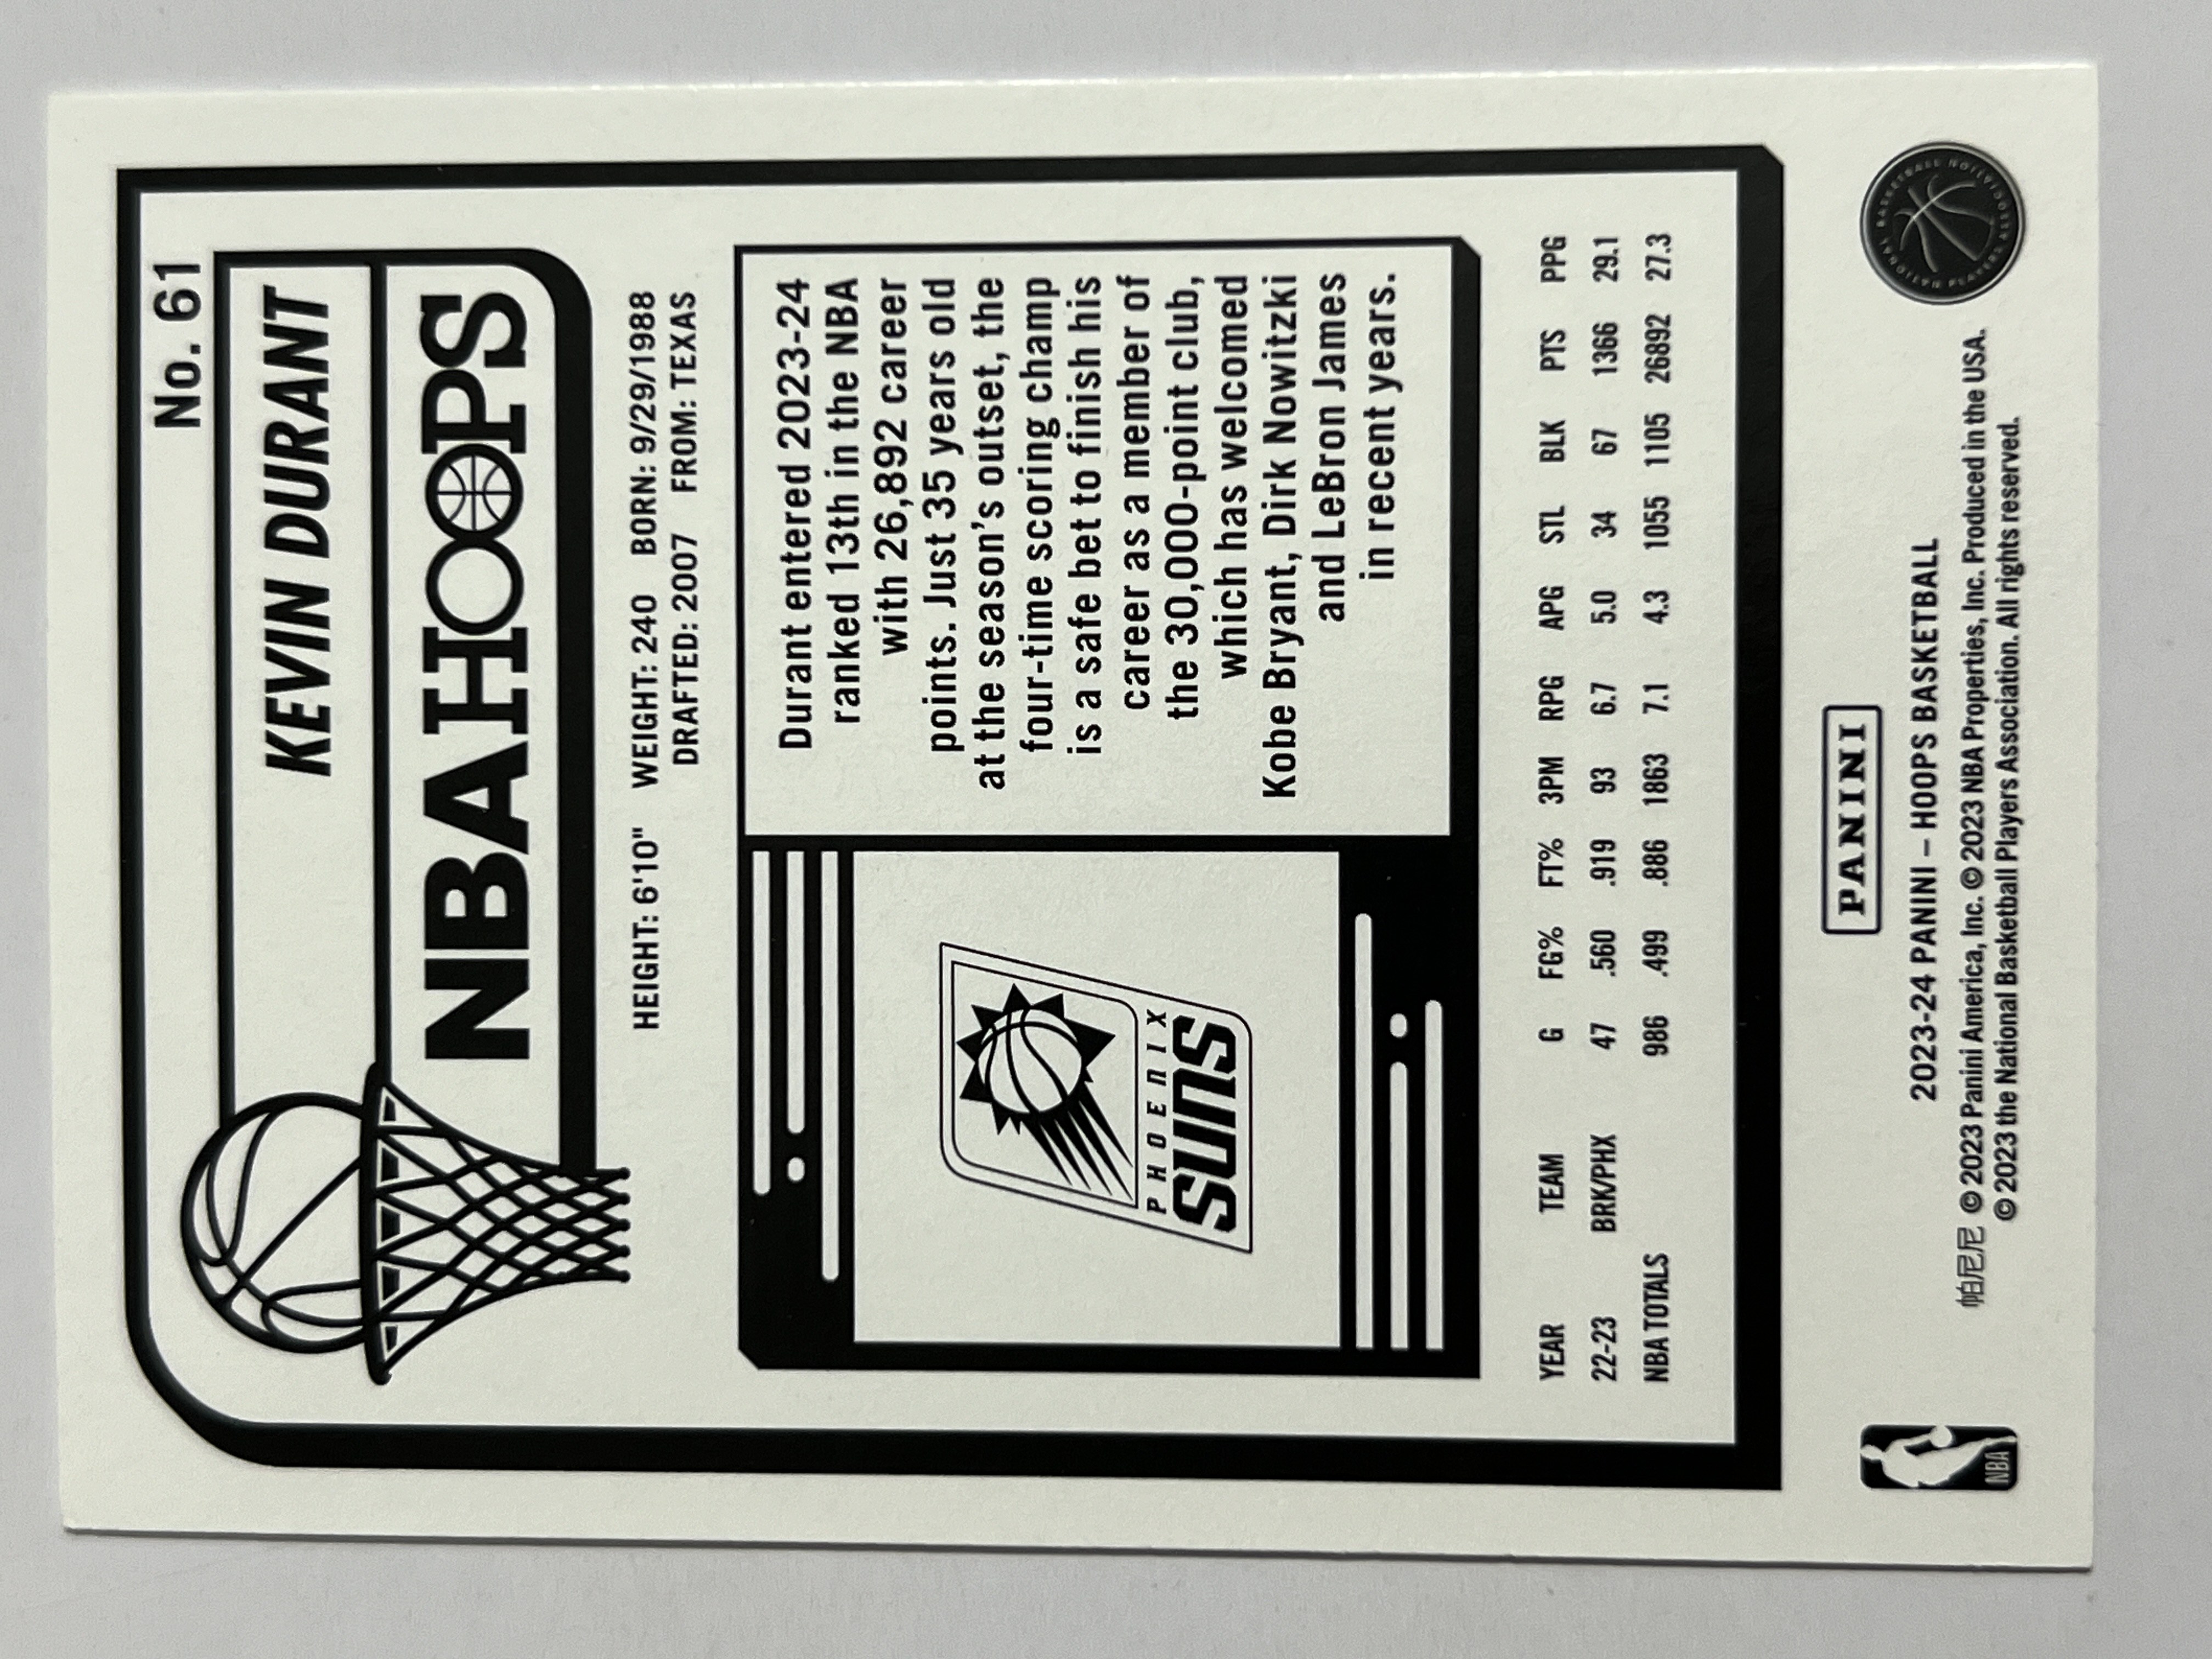 No. 61
KEVIN DURANT
NBA HOOPS
HEIGHT: 6'10" WEIGHT: 240 BORN: 9/29/1988
DRAFTED: 2007 FROM: TEXAS
PHOENIX
SUNS
Durant entered 2023-24
ranked 13th in the NBA
with 26,892 career
points. Just 35 years old
at the season's outset, the
four-time scoring champ
is a safe bet to finish his
career as a member of
the 30,000-point club,
which has welcomed
Kobe Bryant, Dirk Nowitzki
and LeBron James
in recent years.
YEAR TEAM G FG% FT% 3PM RPG APG STL BLK PTS PPG
22-23 BRK/PHX 47 .560 .919 93 6.7 5.0 34 67 1366 29.1
NBA TOTALS 986 .499 .886 1863 7.1 4.3 1055 1105 26892 27.3
PANINI
2023-24 PANINI – HOOPS BASKETBALL
帕尼尼 © 2023 Panini America, Inc. © 2023 NBA Properties, Inc. Produced in the USA.
© 2023 the National Basketball Players Association. All rights reserved.
NBA
NATIONAL BASKETBALL PLAYERS ASSOCIATION